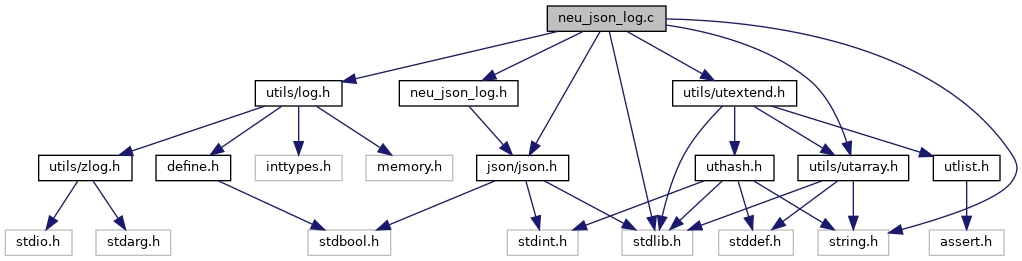 neu_json_log.c
utils/log.h
neu_json_log.h
utils/utextend.h
utils/zlog.h
define.h
inttypes.h
memory.h
json/json.h
uthash.h
utils/utarray.h
utlist.h
stdio.h
stdarg.h
stdbool.h
stdint.h
stdlib.h
stddef.h
string.h
assert.h